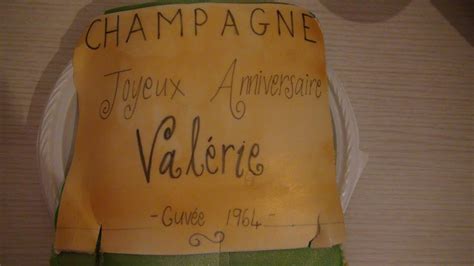 CHAMPAGNE
Joyeux Anniversaire
Valérie
- Cuvée 1964 -